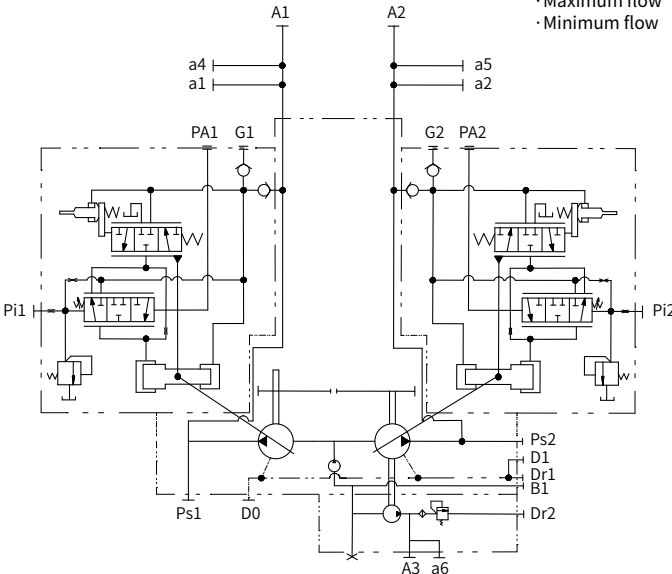 · Maximum flow
· Minimum flow
A1 A2
a4 a5
a1 a2
PA1 G1 G2 PA2
Pi1 Pi2
Ps2
D1
Dr1
B1
Ps1 D0 Dr2
A3 a6